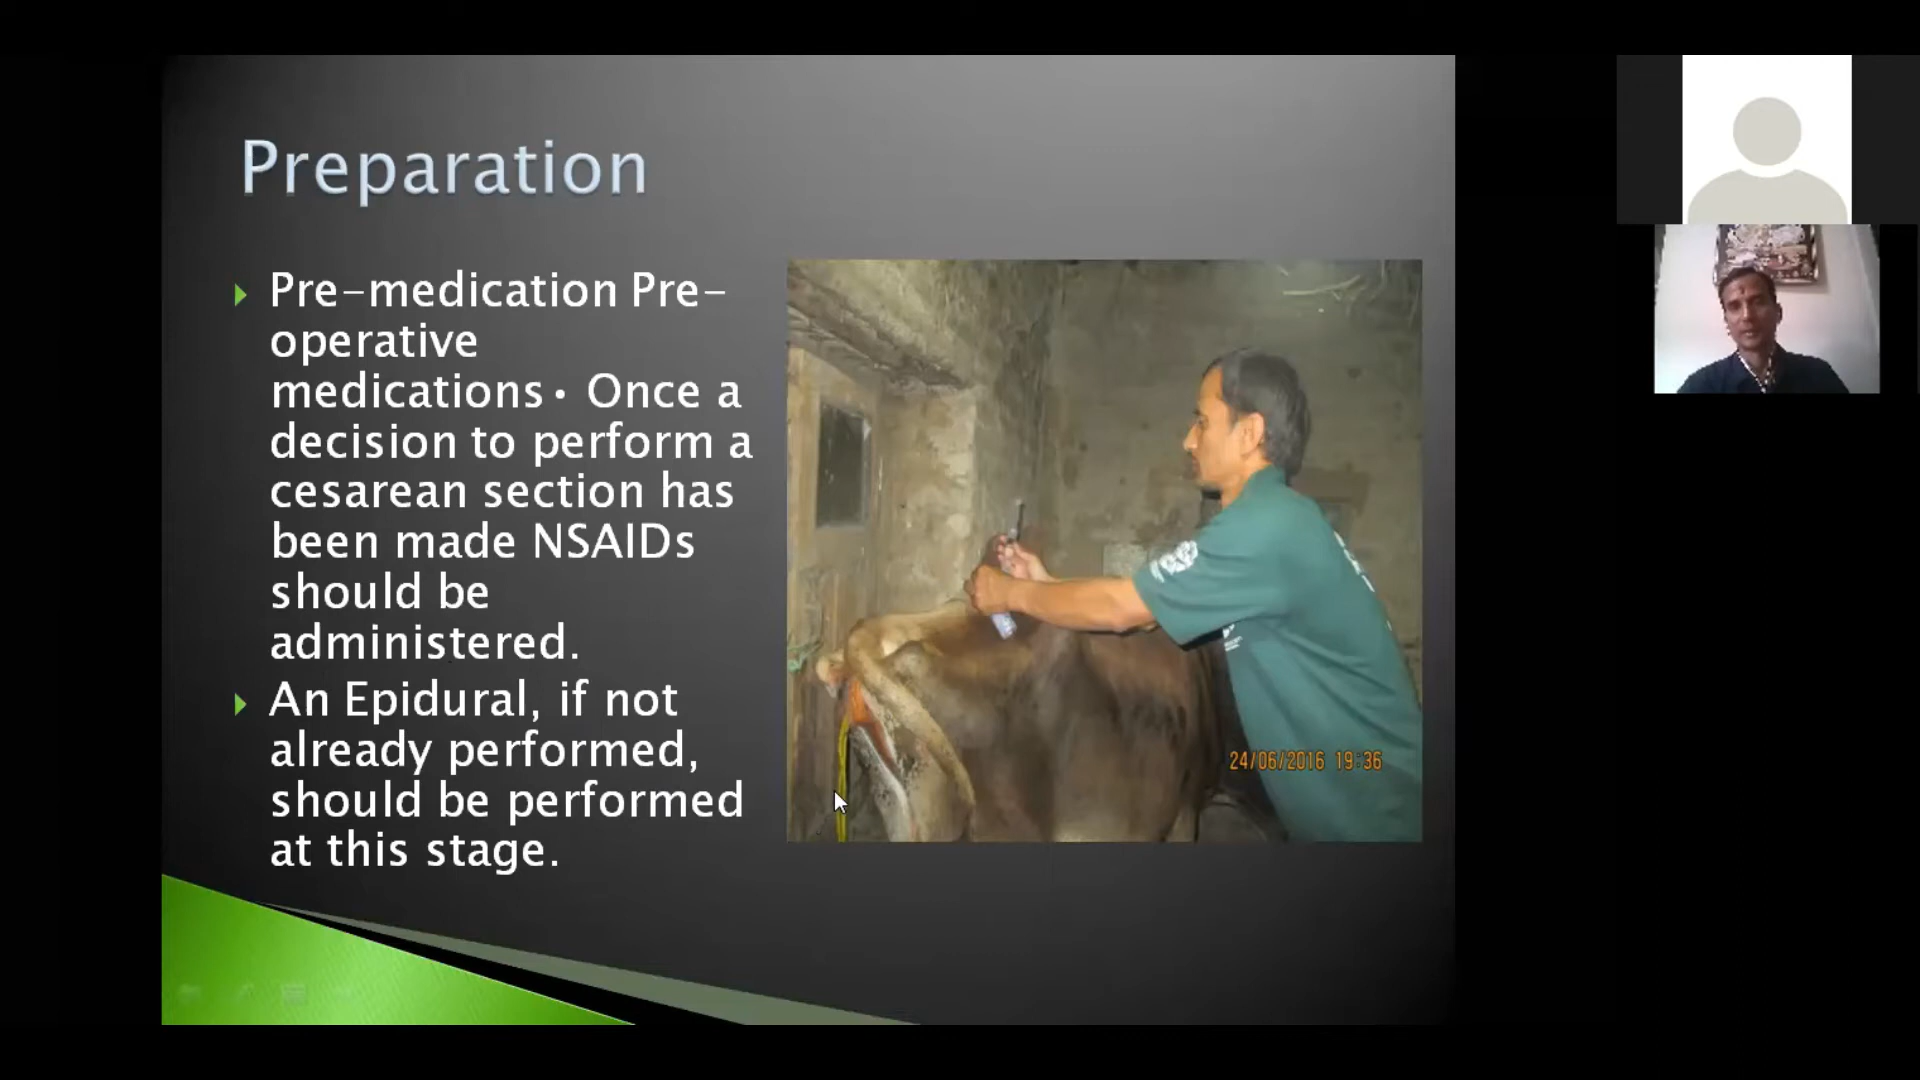 Preparation
Pre-medication Pre-
operative
medications• Once a
decision to perform a
cesarean section has
been made NSAIDs
should be
administered.
An Epidural, if not
already performed,
should be performed
at this stage.
24/06/2016 19:36